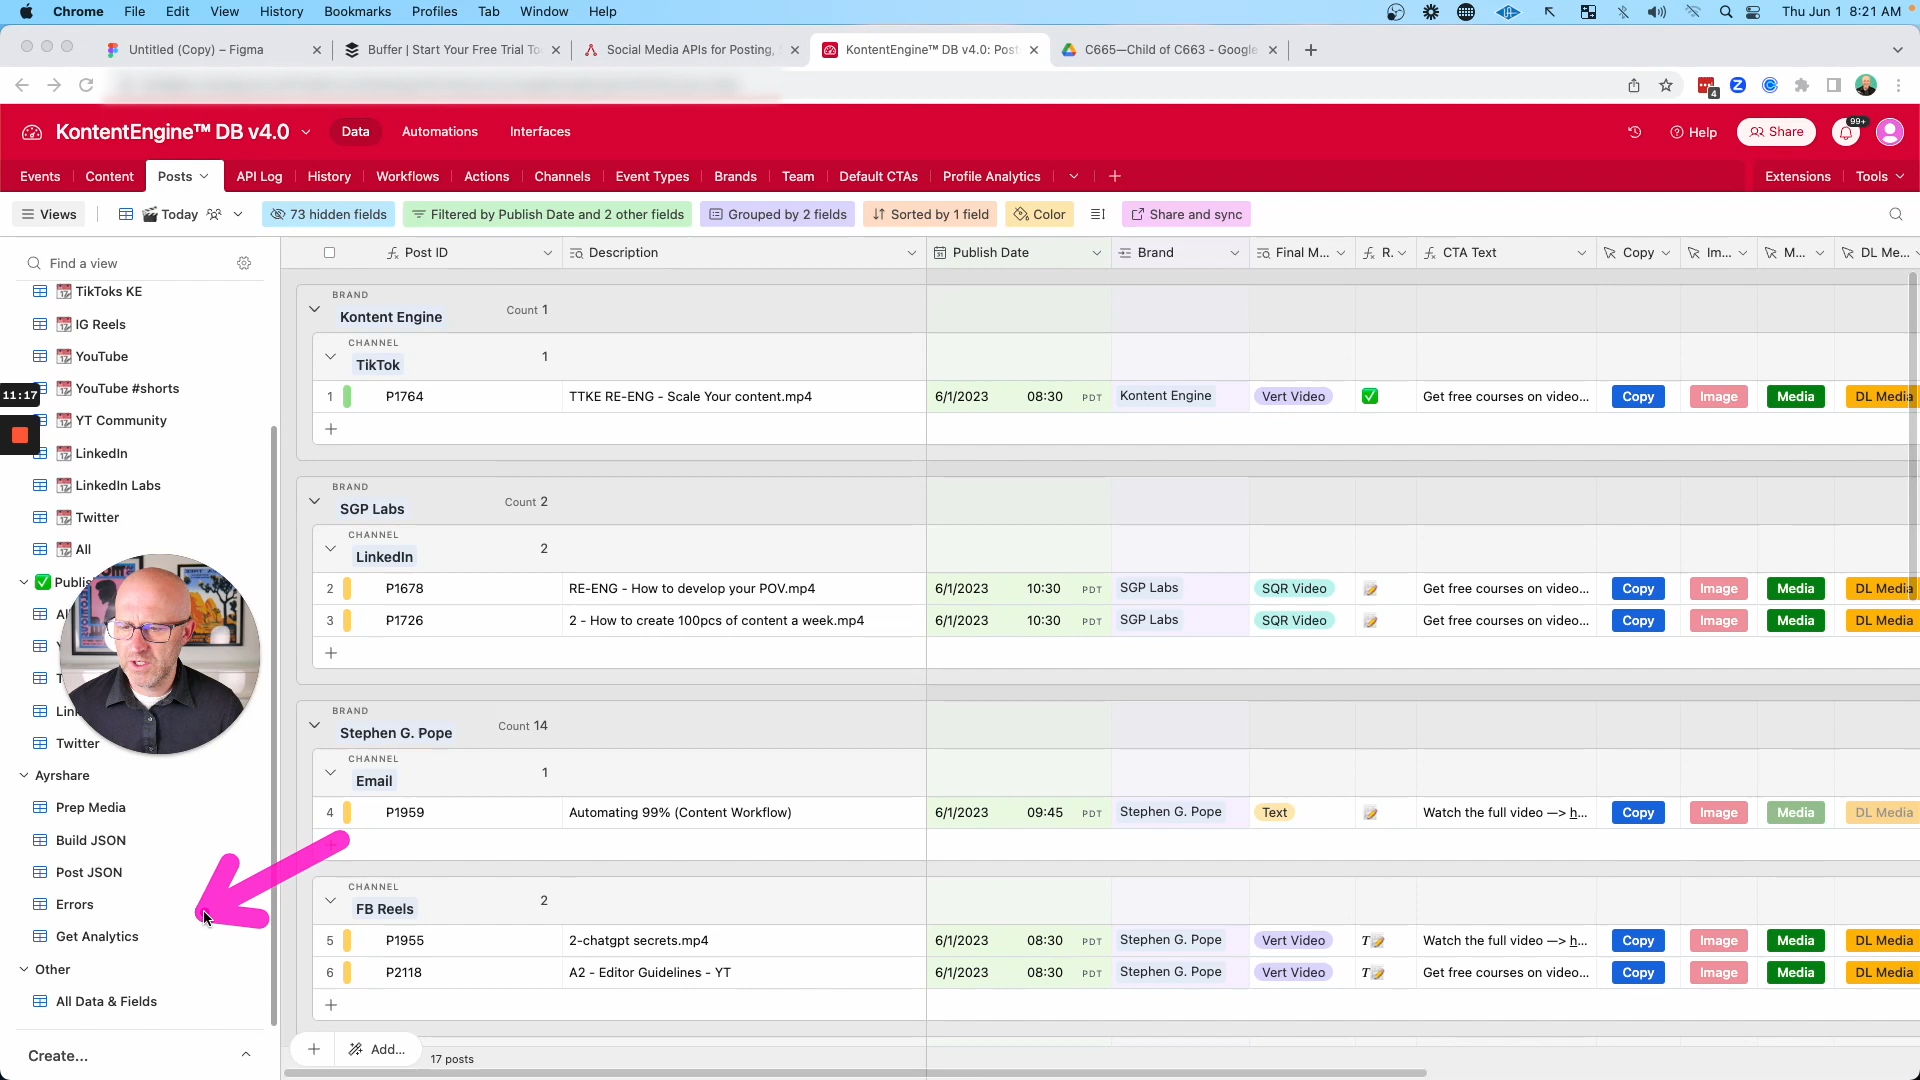 Chrome File Edit View History Bookmarks Profiles Tab Window Help Thu Jun 1 8:21 AM
Untitled (Copy) – Figma
Buffer | Start Your Free Trial To
Social Media APIs for Posting,
KontentEngine™ DB v4.0: Post
C665—Child of C663 - Google
4
KontentEngine™ DB v4.0 Data Automations Interfaces Help Share 99+
Events Content Posts API Log History Workflows Actions Channels Event Types Brands Team Default CTAs Profile Analytics Extensions Tools
Views Today 73 hidden fields Filtered by Publish Date and 2 other fields Grouped by 2 fields Sorted by 1 field Color Share and sync
Find a view
TikToks KE
IG Reels
YouTube
YouTube #shorts
11:17
YT Community
LinkedIn
LinkedIn Labs
Twitter
All
Publis
Al
Y
T
Lin
Twitter
Ayrshare
Prep Media
Build JSON
Post JSON
Errors
Get Analytics
Other
All Data & Fields
Create...
Post ID Description Publish Date Brand Final M... R. CTA Text Copy Im... M... DL Me...
BRAND
Kontent Engine Count 1
CHANNEL
TikTok 1
1 P1764 TTKE RE-ENG - Scale Your content.mp4 6/1/2023 08:30 PDT Kontent Engine Vert Video Get free courses on video... Copy Image Media DL Media
BRAND
SGP Labs Count 2
CHANNEL
LinkedIn 2
2 P1678 RE-ENG - How to develop your POV.mp4 6/1/2023 10:30 PDT SGP Labs SQR Video Get free courses on video... Copy Image Media DL Media
3 P1726 2 - How to create 100pcs of content a week.mp4 6/1/2023 10:30 PDT SGP Labs SQR Video Get free courses on video... Copy Image Media DL Media
BRAND
Stephen G. Pope Count 14
CHANNEL
Email 1
4 P1959 Automating 99% (Content Workflow) 6/1/2023 09:45 PDT Stephen G. Pope Text Watch the full video —> h... Copy Image Media DL Media
CHANNEL
FB Reels 2
5 P1955 2-chatgpt secrets.mp4 6/1/2023 08:30 PDT Stephen G. Pope Vert Video T Watch the full video —> h... Copy Image Media DL Media
6 P2118 A2 - Editor Guidelines - YT 6/1/2023 08:30 PDT Stephen G. Pope Vert Video T Get free courses on video... Copy Image Media DL Media
Add... 17 posts